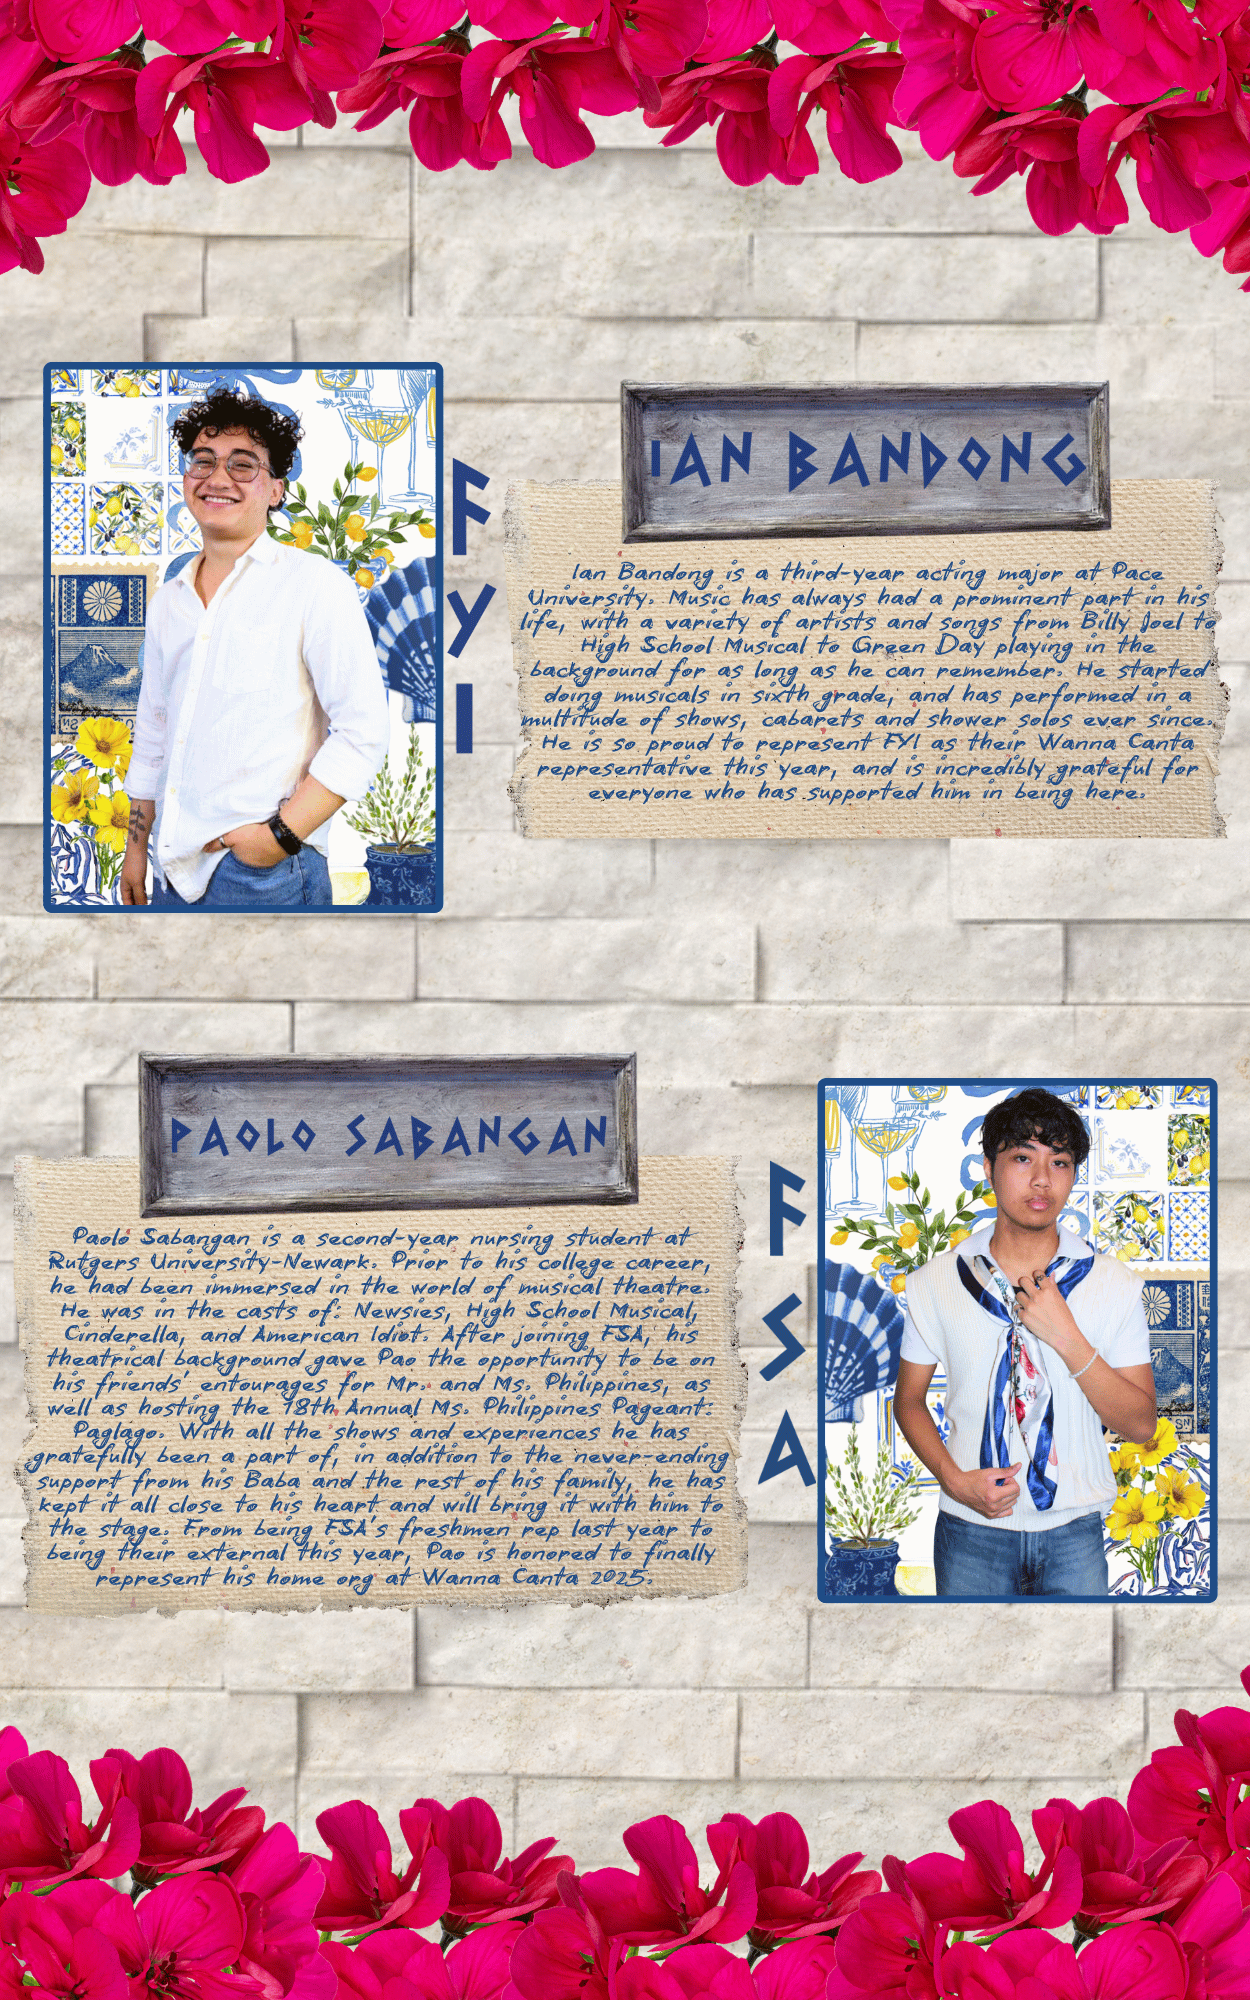 FYI
IAN BANDONG
Ian Bandong is a third-year acting major at Pace
University. Music has always had a prominent part in his
life, with a variety of artists and songs from Billy Joel to
High School Musical to Green Day playing in the
background for as long as he can remember. He started
doing musicals in sixth grade, and has performed in a
multitude of shows, cabarets and shower solos ever since.
He is so proud to represent FYI as their Wanna Canta
representative this year, and is incredibly grateful for
everyone who has supported him in being here.
PAOLO SABANGAN
Paolo Sabangan is a second-year nursing student at
Rutgers University-Newark. Prior to his college career,
he had been immersed in the world of musical theatre.
He was in the casts of: Newsies, High School Musical,
Cinderella, and American Idiot. After joining FSA, his
theatrical background gave Pao the opportunity to be on
his friends' entourages for Mr. and Ms. Philippines, as
well as hosting the 18th Annual Ms. Philippines Pageant:
Paglago. With all the shows and experiences he has
gratefully been a part of, in addition to the never-ending
support from his Baba and the rest of his family, he has
kept it all close to his heart and will bring it with him to
the stage. From being FSA's freshmen rep last year to
being their external this year, Pao is honored to finally
represent his home org at Wanna Canta 2025.
FSA